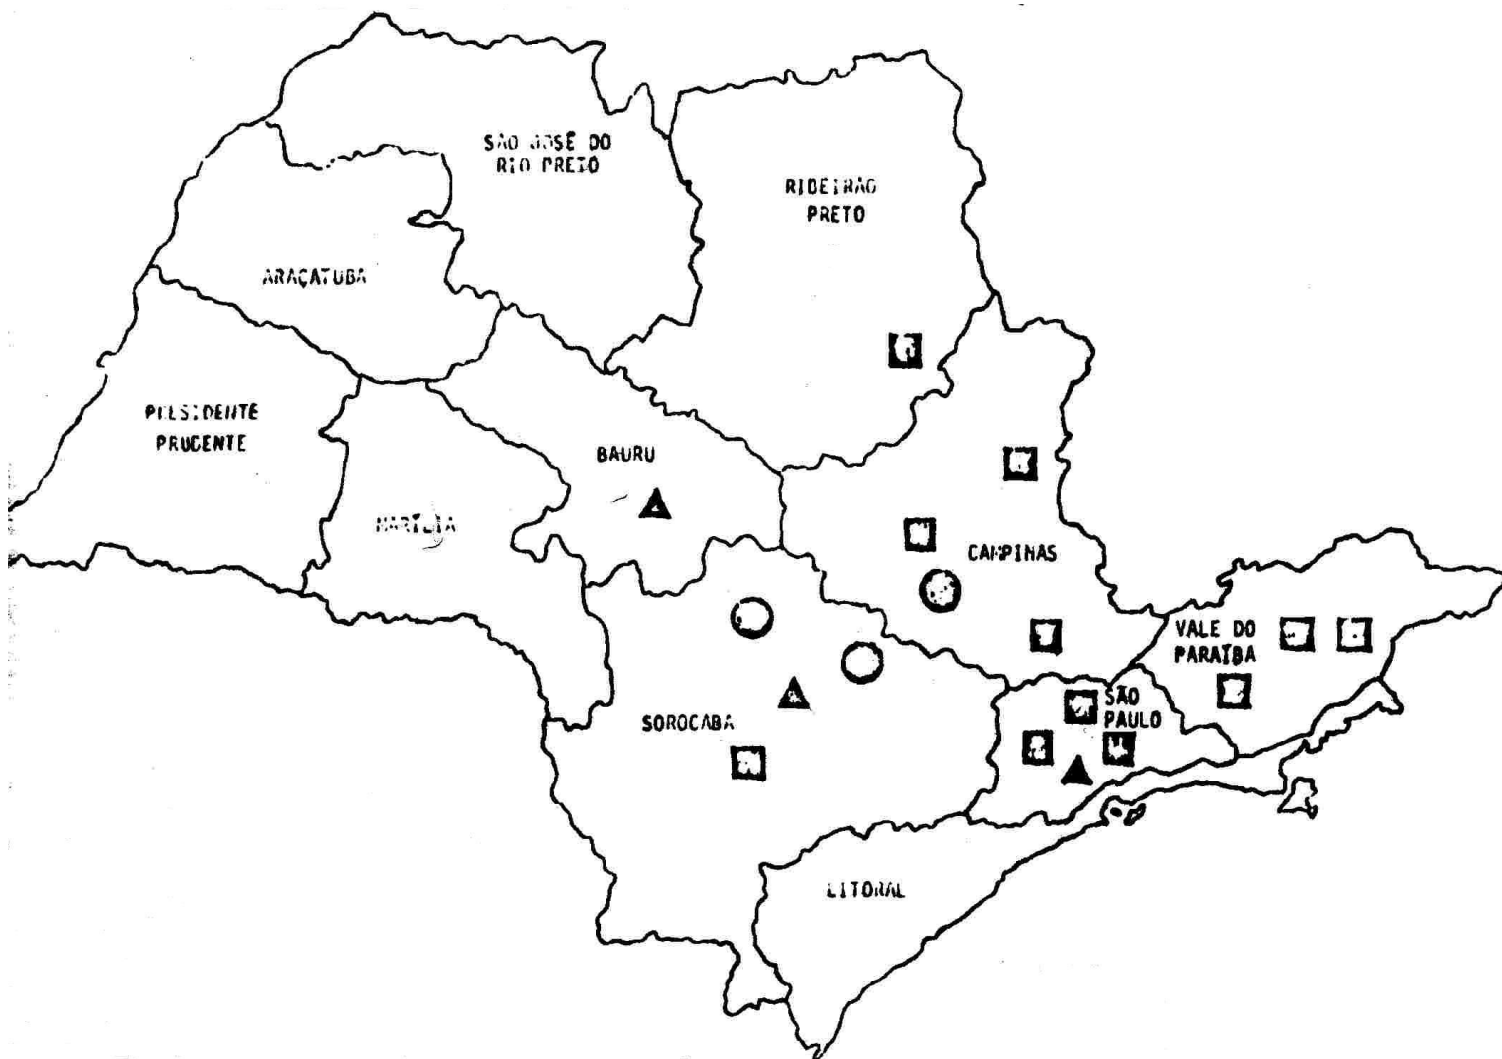 SÃO JOSÉ DO
RIO PRETO
RIBEIRÃO
PRETO
ARAÇATUBA
PRESIDENTE
PRUDENTE
BAURU
MARÍLIA
CAMPINAS
VALE DO
PARAÍBA
SÃO
PAULO
SOROCABA
LITORAL